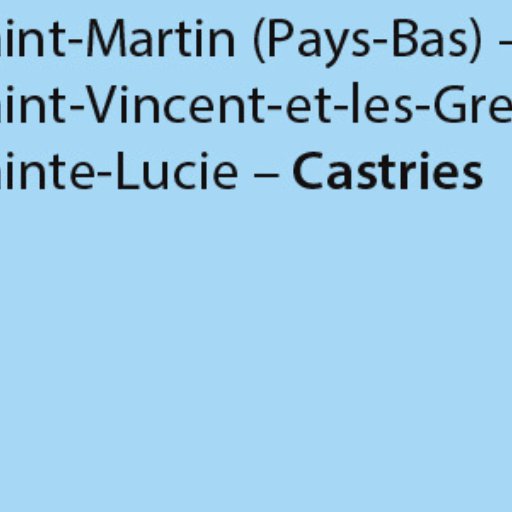 int-Martin (Pays-Bas) –
int-Vincent-et-les-Gre
inte-Lucie – Castries